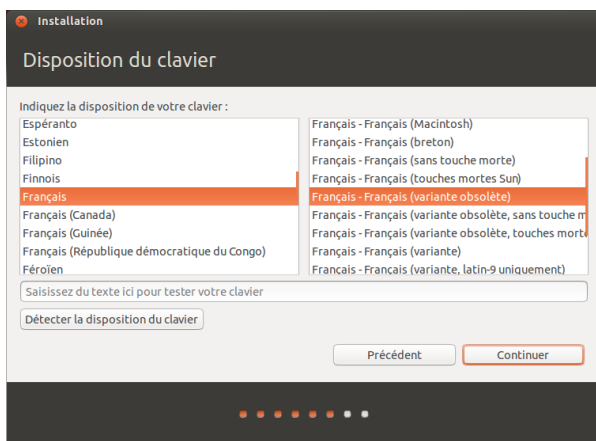 Installation
Disposition du clavier
Indiquez la disposition de votre clavier :
Espéranto
Estonien
Filipino
Finnois
Français
Français (Canada)
Français (Guinée)
Français (République démocratique du Congo)
Féroïen
Français - Français (Macintosh)
Français - Français (breton)
Français - Français (sans touche morte)
Français - Français (touches mortes Sun)
Français - Français (variante obsolète)
Français - Français (variante obsolète, sans touche m
Français - Français (variante obsolète, touches morte
Français - Français (variante)
Français - Français (variante, latin-9 uniquement)
Saisissez du texte ici pour tester votre clavier
Détecter la disposition du clavier
Précédent
Continuer